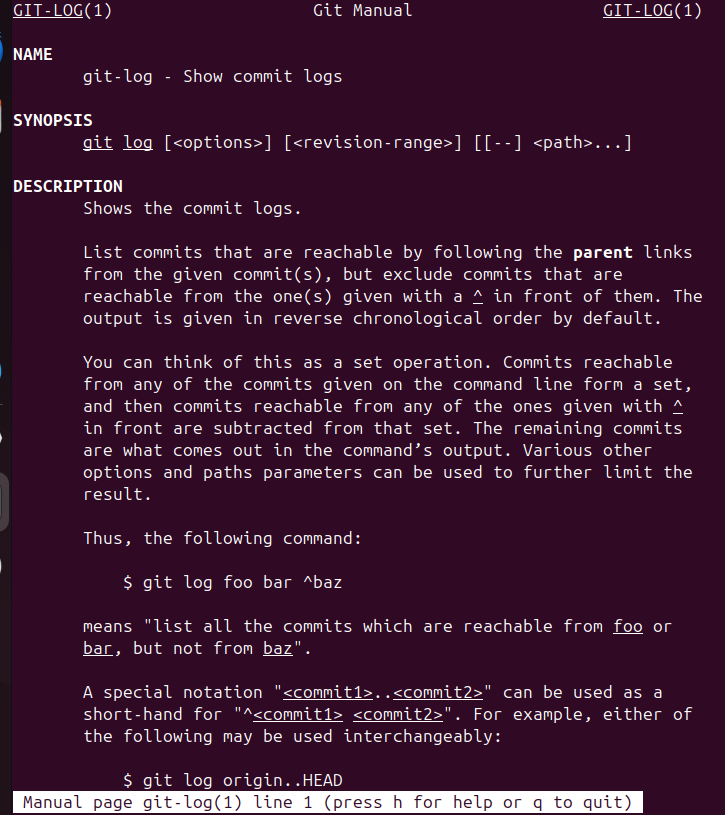 GIT-LOG(1) Git Manual GIT-LOG(1)
NAME
git-log - Show commit logs
SYNOPSIS
git log [<options>] [<revision-range>] [[--] <path>...]
DESCRIPTION
Shows the commit logs.
List commits that are reachable by following the parent links
from the given commit(s), but exclude commits that are
reachable from the one(s) given with a ^ in front of them. The
output is given in reverse chronological order by default.
You can think of this as a set operation. Commits reachable
from any of the commits given on the command line form a set,
and then commits reachable from any of the ones given with ^
in front are subtracted from that set. The remaining commits
are what comes out in the command’s output. Various other
options and paths parameters can be used to further limit the
result.
Thus, the following command:
$ git log foo bar ^baz
means "list all the commits which are reachable from foo or
bar, but not from baz".
A special notation "<commit1>..<commit2>" can be used as a
short-hand for "^<commit1> <commit2>". For example, either of
the following may be used interchangeably:
$ git log origin..HEAD
Manual page git-log(1) line 1 (press h for help or q to quit)